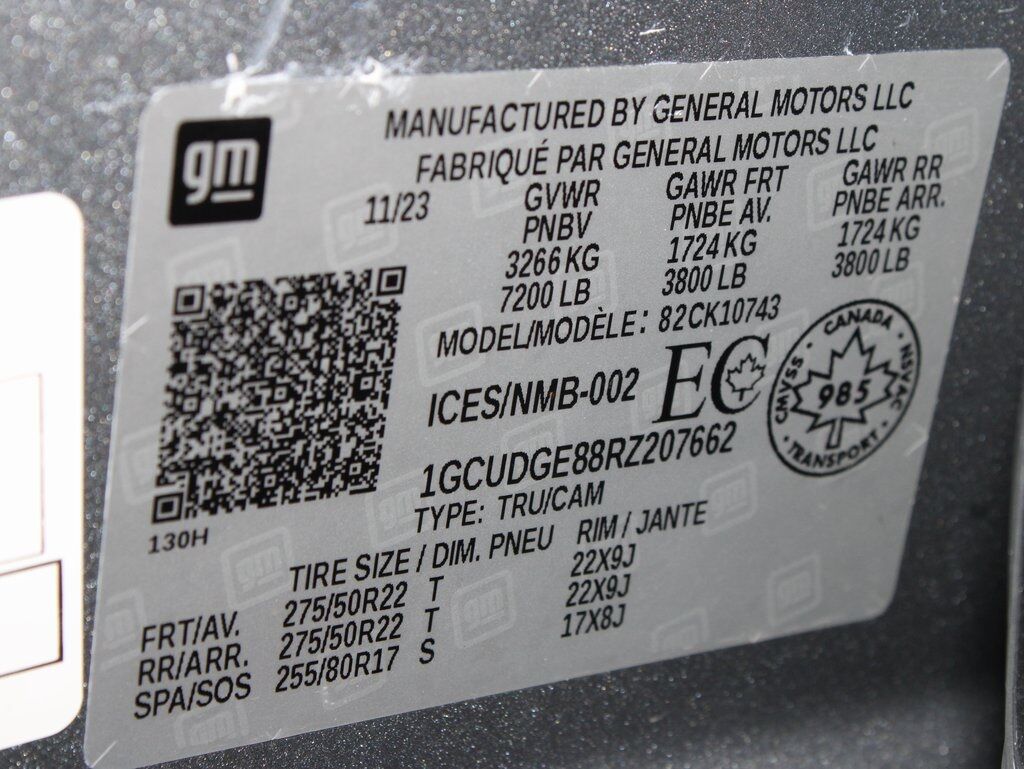 gm
MANUFACTURED BY GENERAL MOTORS LLC
FABRIQUÉ PAR GENERAL MOTORS LLC
11/23 GVWR GAWR FRT GAWR RR
PNBV PNBE AV. PNBE ARR.
3266 KG 1724 KG 1724 KG
7200 LB 3800 LB 3800 LB
MODEL/MODÈLE: 82CK10743
ICES/NMB-002 EC
CANADA
CMVSS 985 NSVAC
TRANSPORT
1GCUDGE88RZ207662
TYPE: TRU/CAM
130H
TIRE SIZE / DIM. PNEU RIM / JANTE
FRT/AV. 275/50R22 T 22X9J
RR/ARR. 275/50R22 T 22X9J
SPA/SOS 255/80R17 S 17X8J